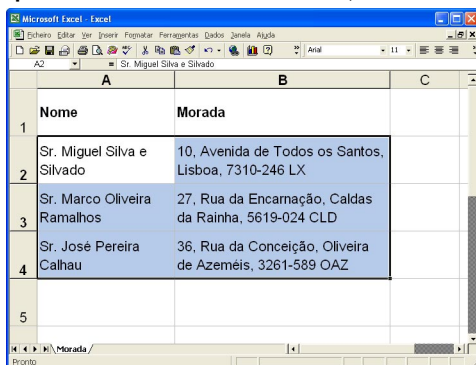 Microsoft Excel - Excel
Ficheiro Editar Ver Inserir Formatar Ferramentas Dados Janela Ajuda
Arial 11
A2 = Sr. Miguel Silva e Silvado
A B C
1 Nome Morada
Sr. Miguel Silva e 10, Avenida de Todos os Santos,
2 Silvado Lisboa, 7310-246 LX
Sr. Marco Oliveira 27, Rua da Encarnação, Caldas
3 Ramalhos da Rainha, 5619-024 CLD
Sr. José Pereira 36, Rua da Conceição, Oliveira
4 Calhau de Azeméis, 3261-589 OAZ
5
Morada
Pronto